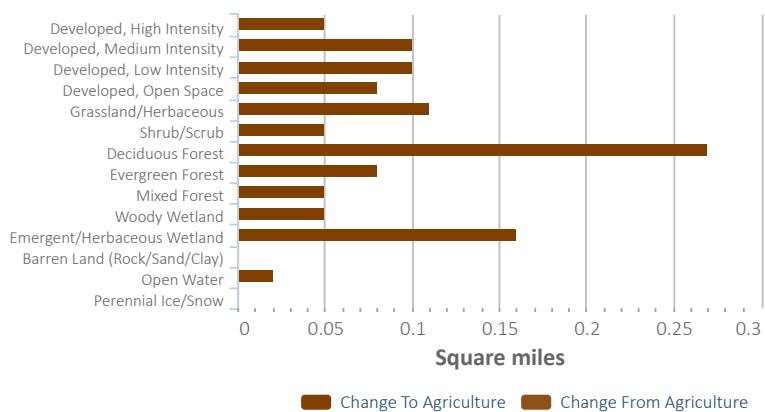 Developed, High Intensity
Developed, Medium Intensity
Developed, Low Intensity
Developed, Open Space
Grassland/Herbaceous
Shrub/Scrub
Deciduous Forest
Evergreen Forest
Mixed Forest
Woody Wetland
Emergent/Herbaceous Wetland
Barren Land (Rock/Sand/Clay)
Open Water
Perennial Ice/Snow
0 0.05 0.1 0.15 0.2 0.25 0.3
Square miles
Change To Agriculture Change From Agriculture